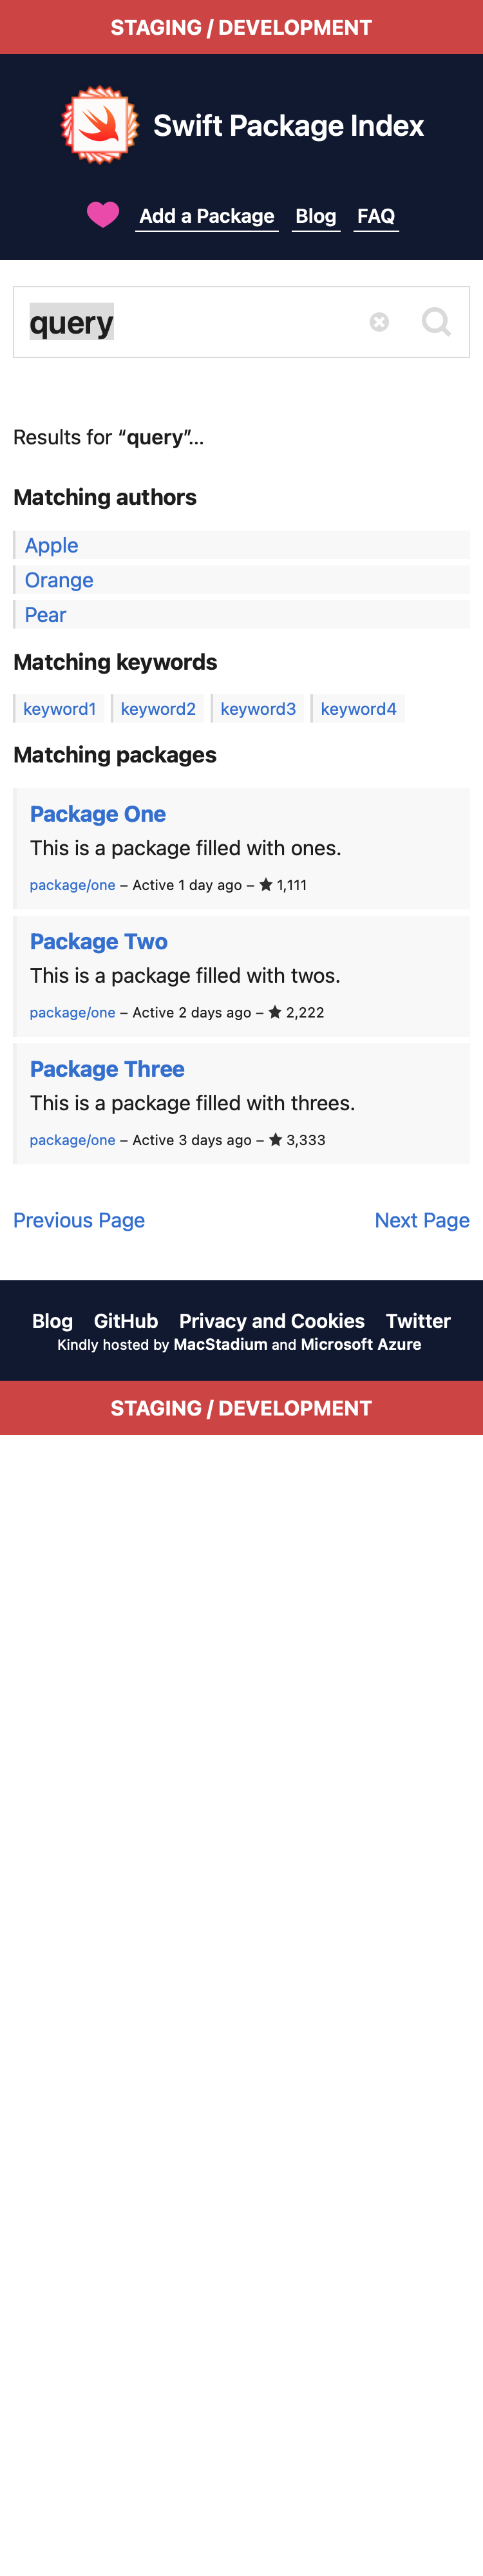 STAGING / DEVELOPMENT
Swift Package Index
Add a Package Blog FAQ
query
Results for “query”...
Matching authors
Apple
Orange
Pear
Matching keywords
keyword1 keyword2 keyword3 keyword4
Matching packages
Package One
This is a package filled with ones.
package/one – Active 1 day ago – ★ 1,111
Package Two
This is a package filled with twos.
package/one – Active 2 days ago – ★ 2,222
Package Three
This is a package filled with threes.
package/one – Active 3 days ago – ★ 3,333
Previous Page Next Page
Blog GitHub Privacy and Cookies Twitter
Kindly hosted by MacStadium and Microsoft Azure
STAGING / DEVELOPMENT